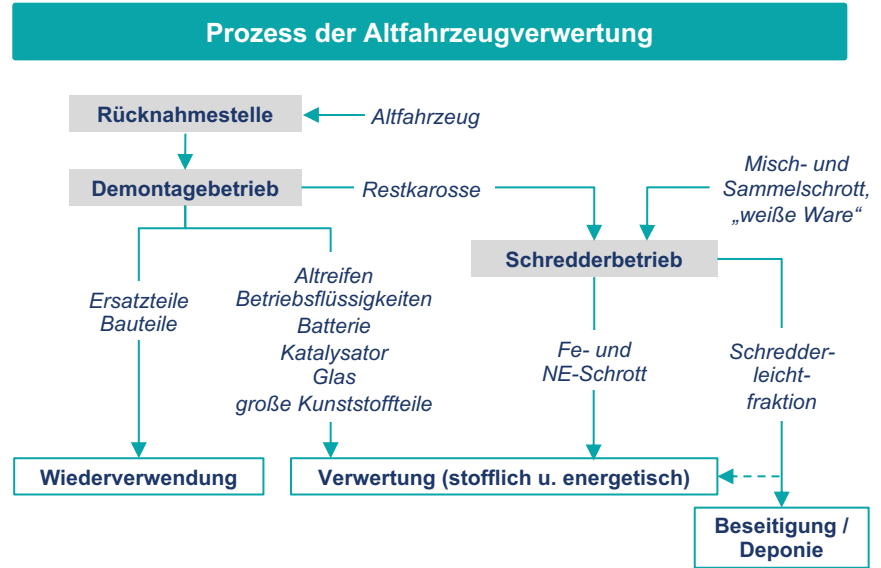 Prozess der Altfahrzeugverwertung
Rücknahmestelle
Altfahrzeug
Demontagebetrieb
Restkarosse
Misch- und
Sammelschrott,
„weiße Ware“
Schredderbetrieb
Ersatzteile
Bauteile
Altreifen
Betriebsflüssigkeiten
Batterie
Katalysator
Glas
große Kunststoffteile
Fe- und
NE-Schrott
Schredder-
leicht-
fraktion
Wiederverwendung
Verwertung (stofflich u. energetisch)
Beseitigung /
Deponie